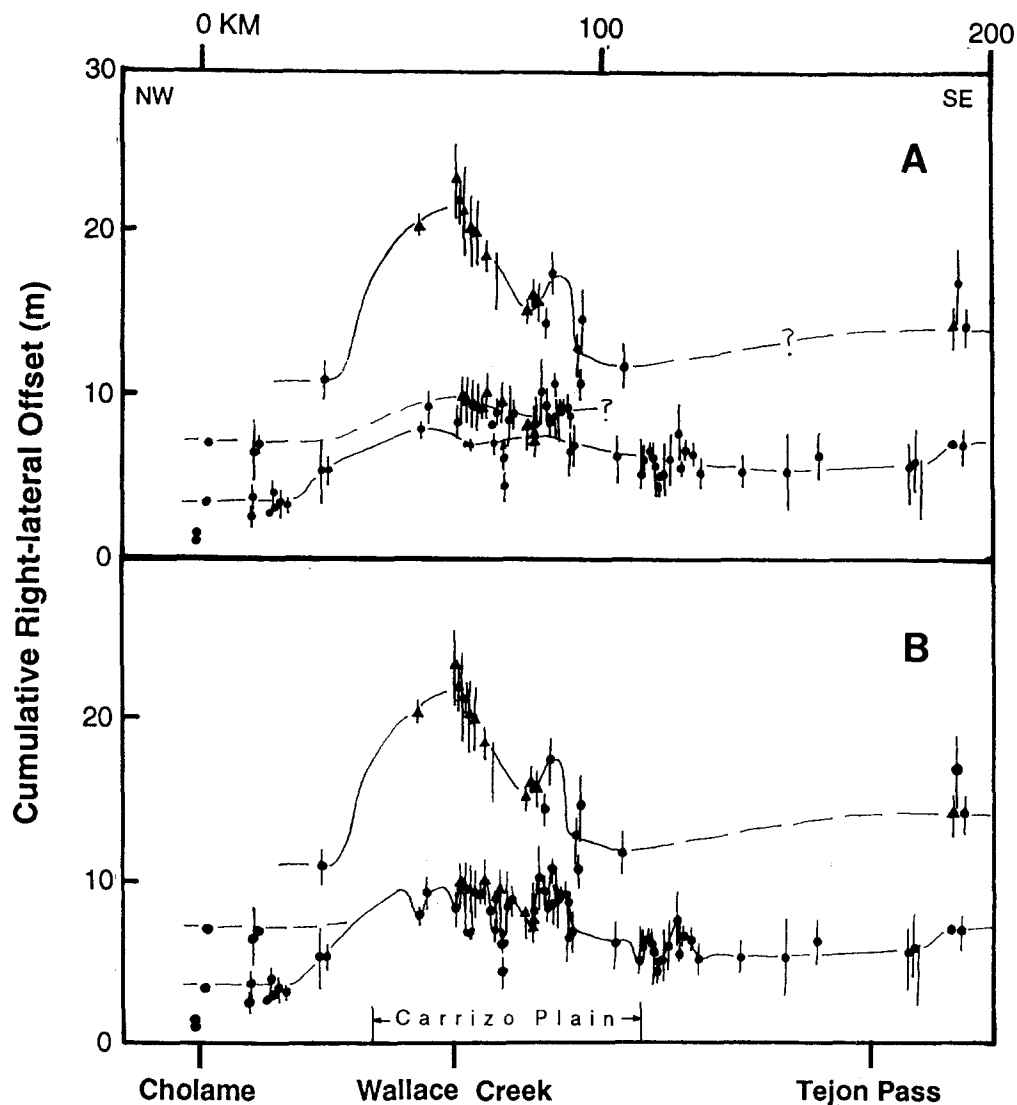 0 KM 100 200
30
NW SE
A
20
?
10
?
0
B
20
10
Carrizo Plain
0
Cholame Wallace Creek Tejon Pass
Cumulative Right-lateral Offset (m)